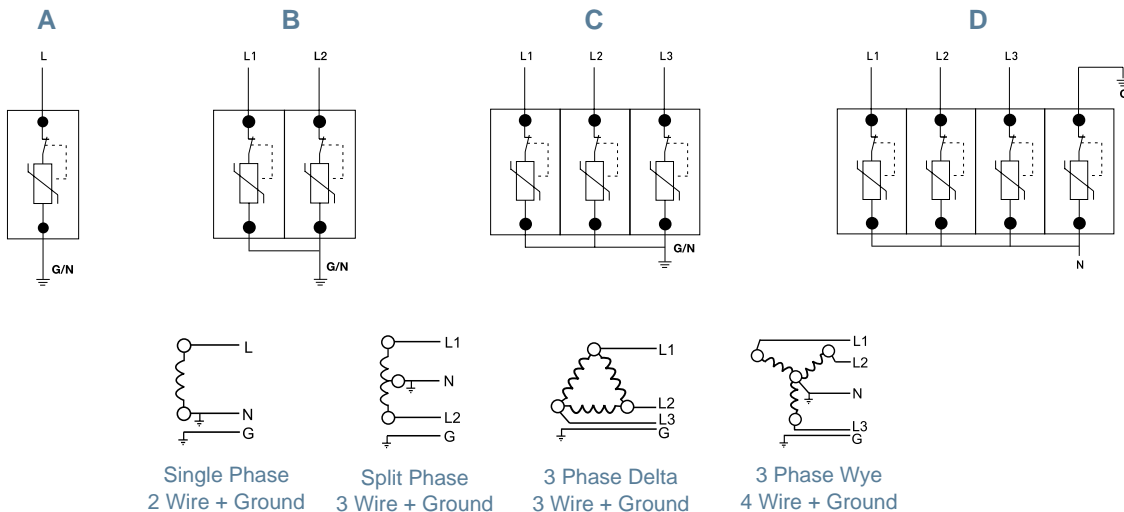 A B C D
L L1 L2 L1 L2 L3 L1 L2 L3
G
G/N G/N G/N N
L
N
G
L1
N
L2
G
L1
L2
L3
G
L1
L2
N
L3
G
Single Phase
2 Wire + Ground
Split Phase
3 Wire + Ground
3 Phase Delta
3 Wire + Ground
3 Phase Wye
4 Wire + Ground